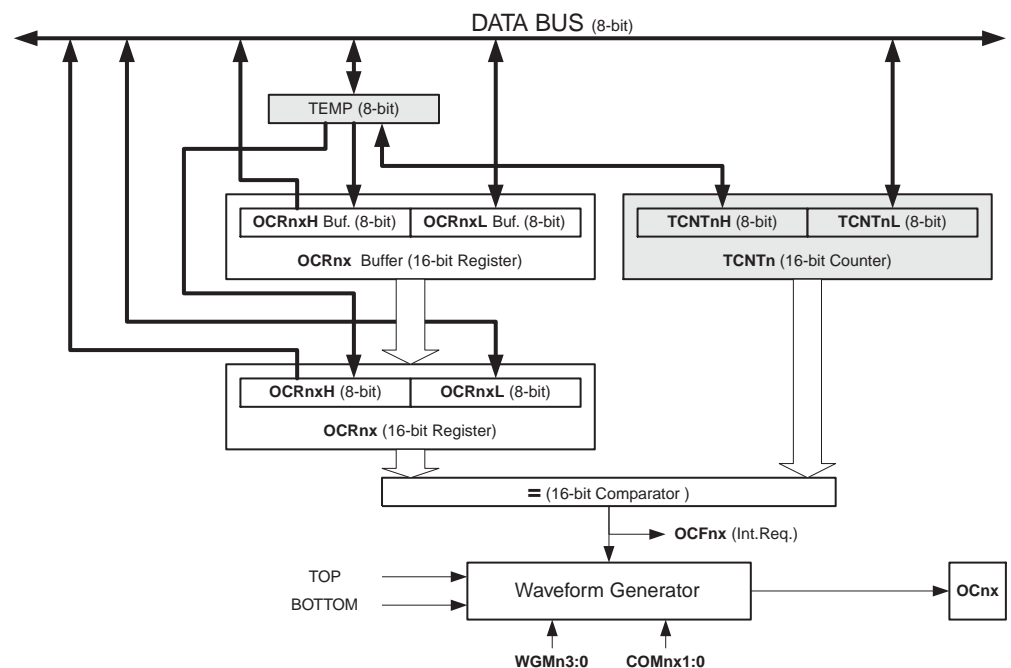 DATA BUS (8-bit)
TEMP (8-bit)
OCRnxH Buf. (8-bit) OCRnxL Buf. (8-bit)
OCRnx Buffer (16-bit Register)
TCNTnH (8-bit) TCNTnL (8-bit)
TCNTn (16-bit Counter)
OCRnxH (8-bit) OCRnxL (8-bit)
OCRnx (16-bit Register)
= (16-bit Comparator )
OCFnx (Int.Req.)
TOP
BOTTOM
Waveform Generator
OCnx
WGMn3:0 COMnx1:0